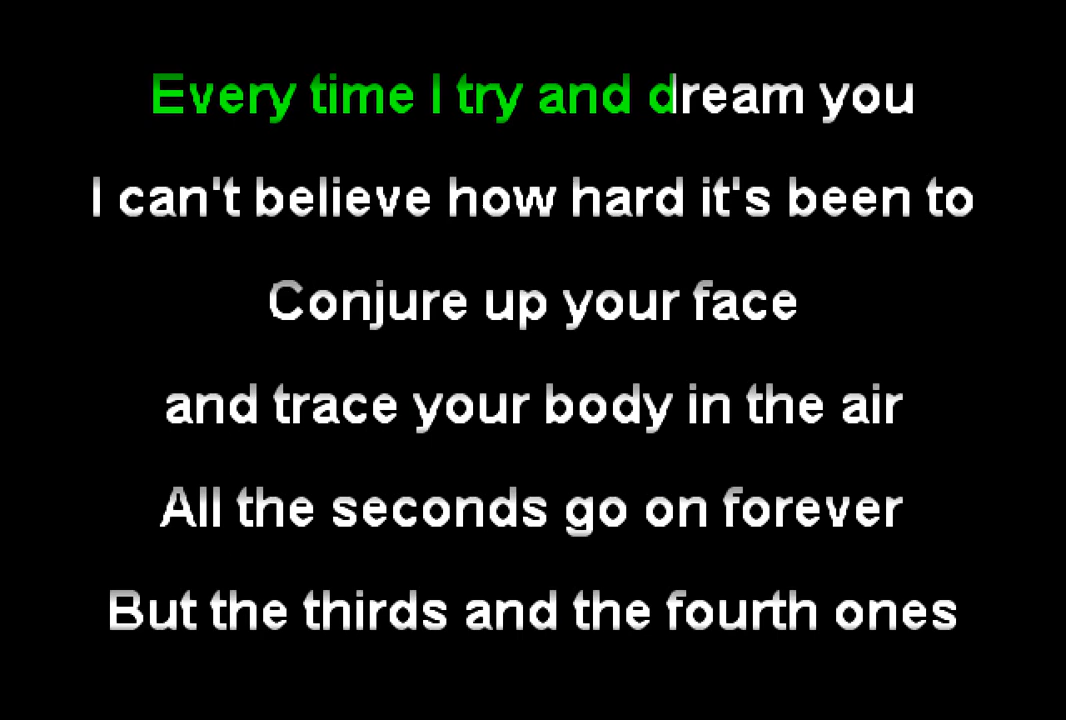 Every time I try and dream you
I can't believe how hard it's been to
Conjure up your face
and trace your body in the air
All the seconds go on forever
But the thirds and the fourth ones